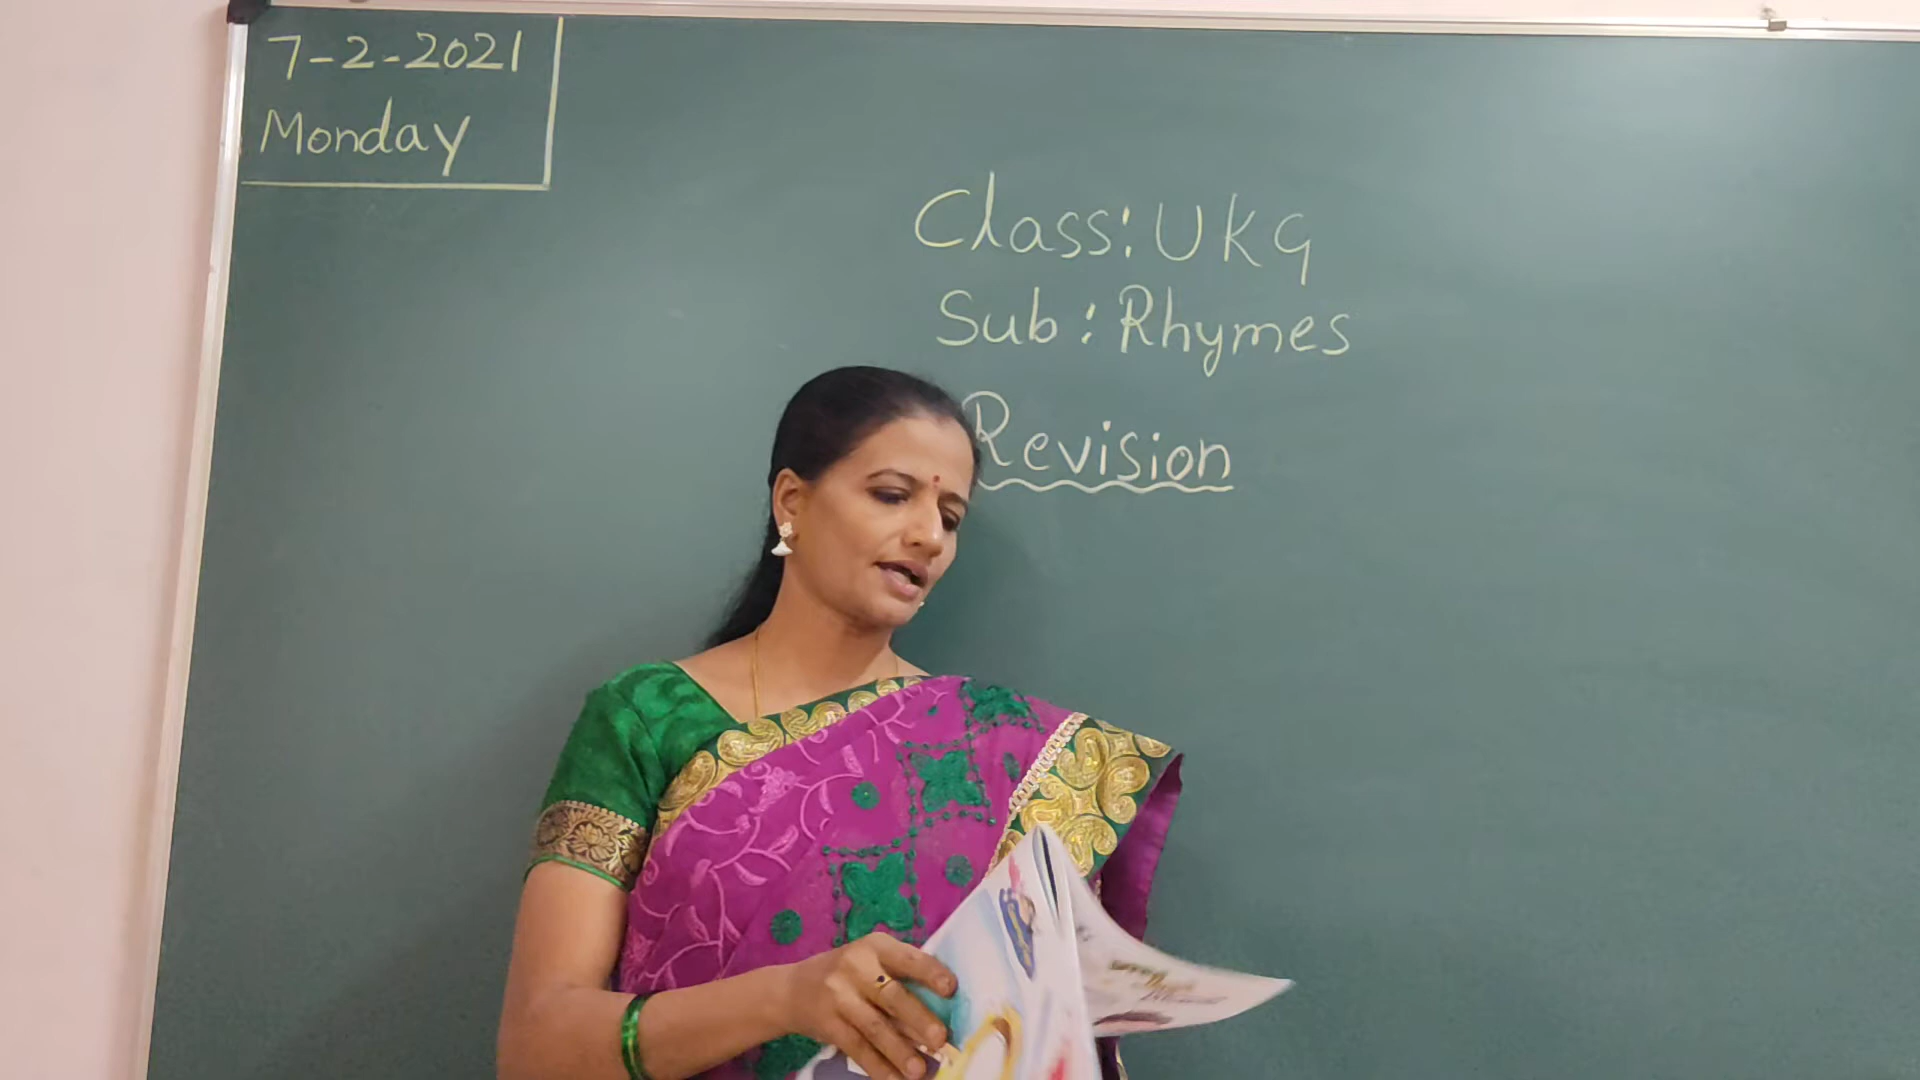 7-2-2021
Monday
Class: UKG
Sub: Rhymes
Revision